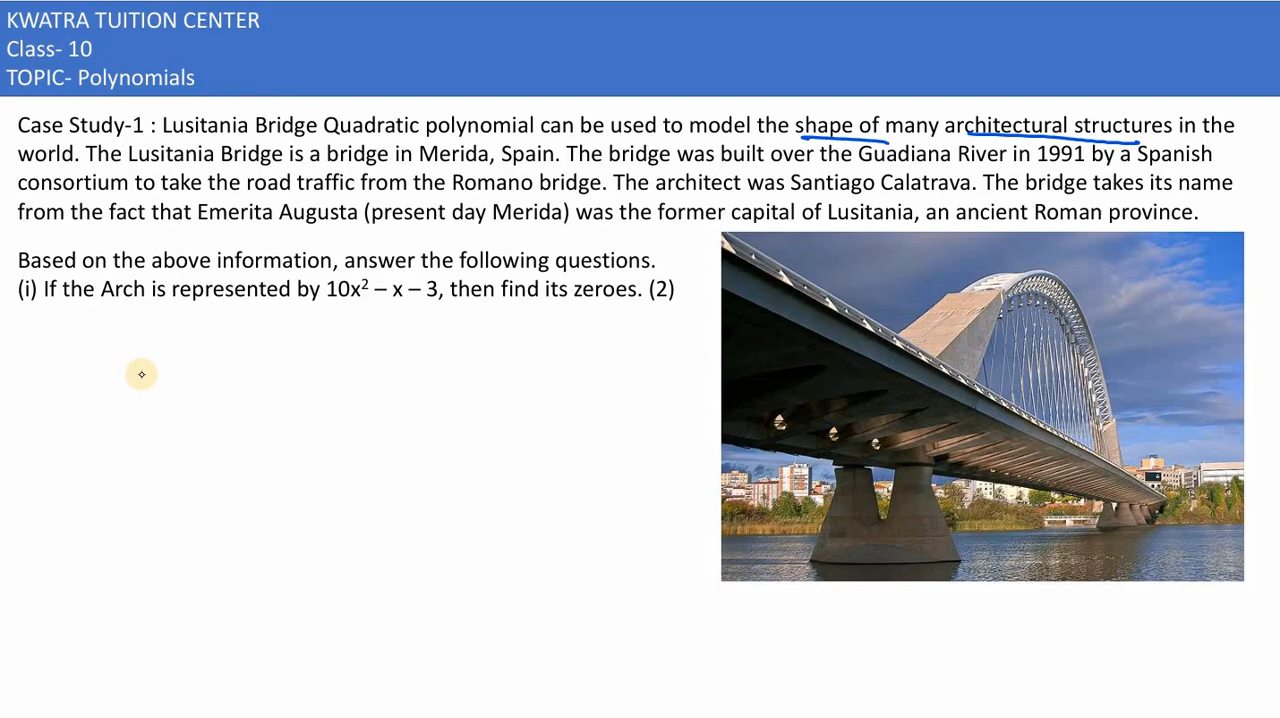 KWATRA TUITION CENTER
Class- 10
TOPIC- Polynomials
Case Study-1 : Lusitania Bridge Quadratic polynomial can be used to model the shape of many architectural structures in the
world. The Lusitania Bridge is a bridge in Merida, Spain. The bridge was built over the Guadiana River in 1991 by a Spanish
consortium to take the road traffic from the Romano bridge. The architect was Santiago Calatrava. The bridge takes its name
from the fact that Emerita Augusta (present day Merida) was the former capital of Lusitania, an ancient Roman province.
Based on the above information, answer the following questions.
(i) If the Arch is represented by 10x² – x – 3, then find its zeroes. (2)